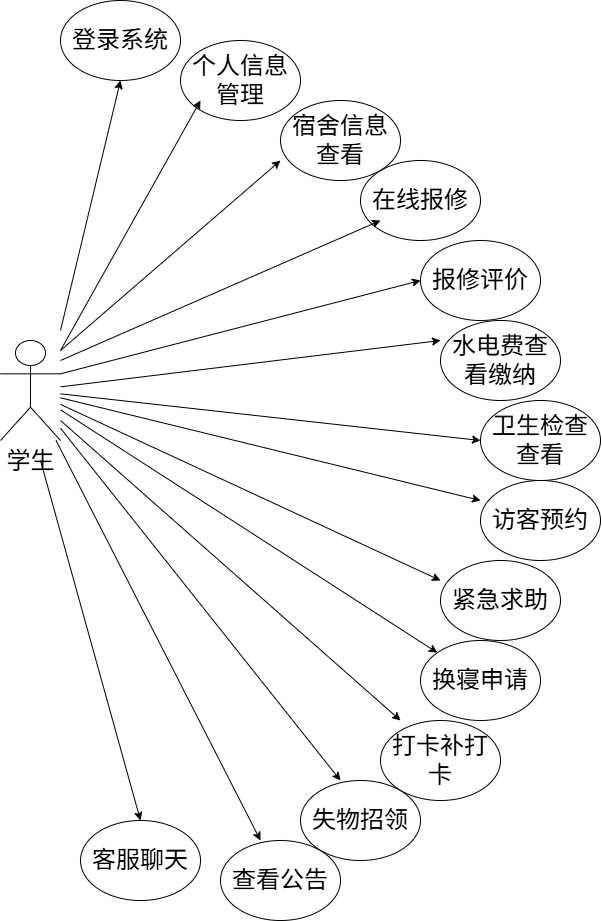 登录系统
个人信息
管理
宿舍信息
查看
在线报修
报修评价
水电费查
看缴纳
卫生检查
查看
学生
访客预约
紧急求助
换寝申请
打卡补打
卡
失物招领
客服聊天
查看公告